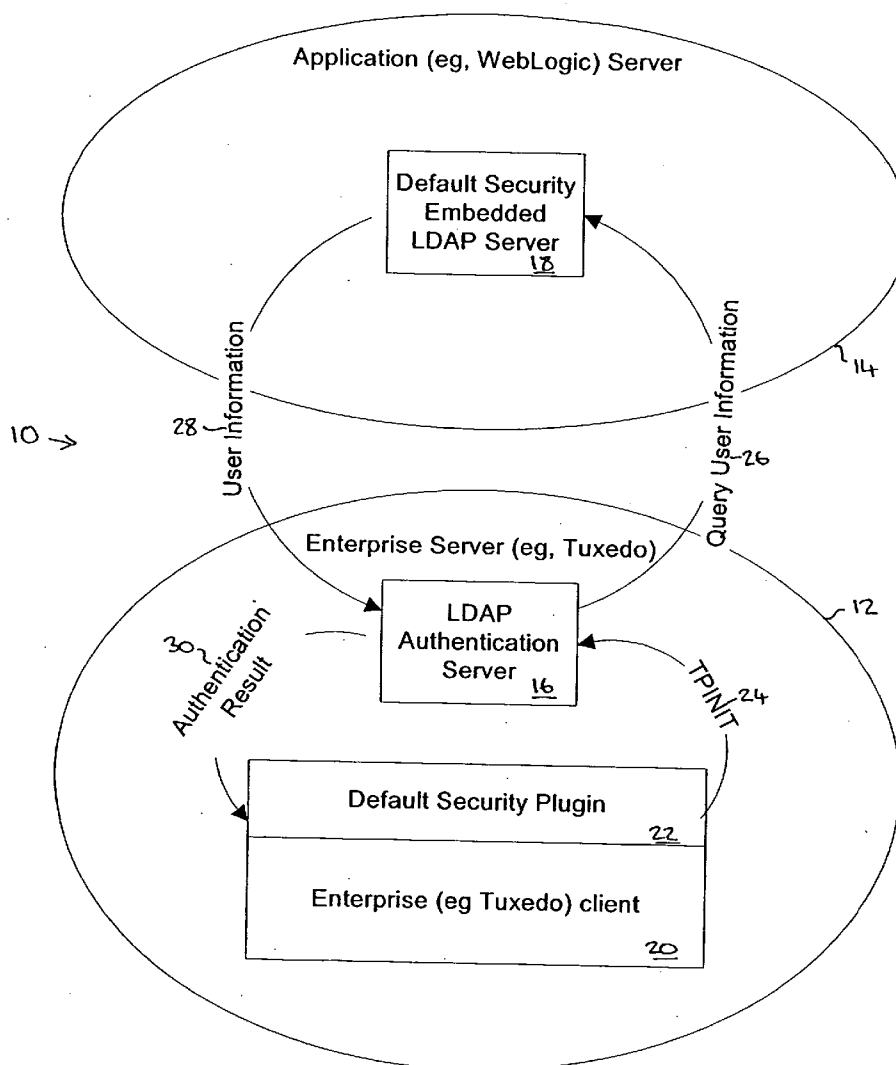 Application (eg, WebLogic) Server
Default Security
Embedded
LDAP Server
18
14
User Information
28
Query User Information
26
10
Enterprise Server (eg, Tuxedo)
12
LDAP
Authentication
Server
16
30
Authentication
Result
TPINIT
24
Default Security Plugin
22
Enterprise (eg Tuxedo) client
20